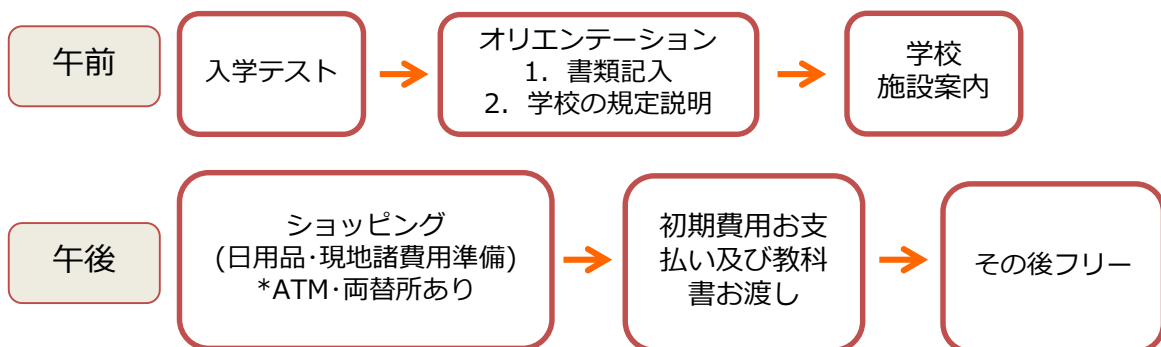 午前
入学テスト
オリエンテーション
1. 書類記入
2. 学校の規定説明
学校
施設案内
午後
ショッピング
(日用品･現地諸費用準備)
*ATM･両替所あり
初期費用お支
払い及び教科
書お渡し
その後フリー